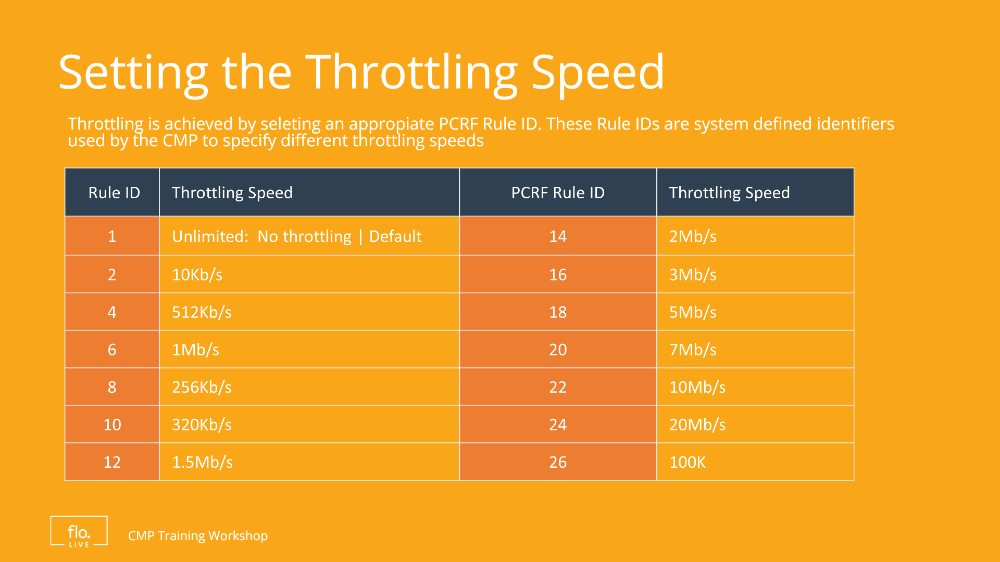 Setting the Throttling Speed
Throttling is achieved by seleting an appropiate PCRF Rule ID. These Rule IDs are system defined identifiers
used by the CMP to specify different throttling speeds
Rule ID Throttling Speed PCRF Rule ID Throttling Speed
1 Unlimited: No throttling | Default 14 2Mb/s
2 10Kb/s 16 3Mb/s
4 512Kb/s 18 5Mb/s
6 1Mb/s 20 7Mb/s
8 256Kb/s 22 10Mb/s
10 320Kb/s 24 20Mb/s
12 1.5Mb/s 26 100K
flo.
LIVE
CMP Training Workshop